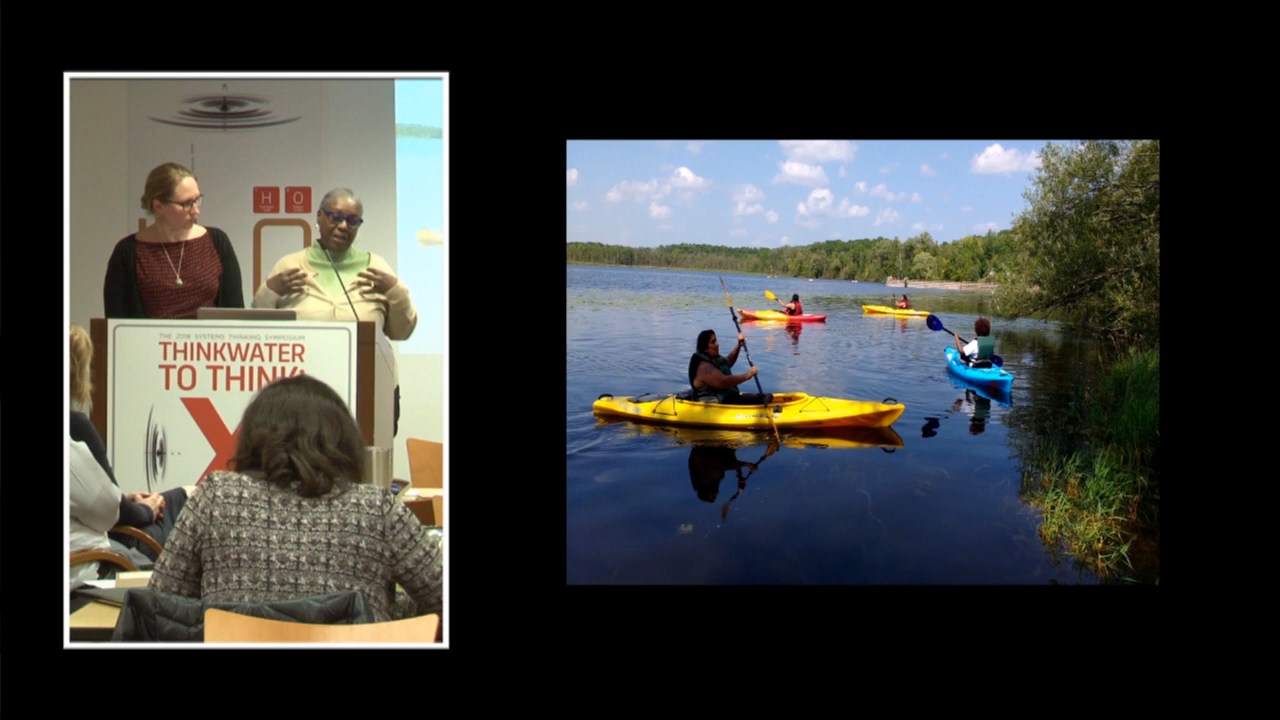 H O
THE 2018 SYSTEMS THINKING SYMPOSIUM
THINKWATER
TO THINK
X